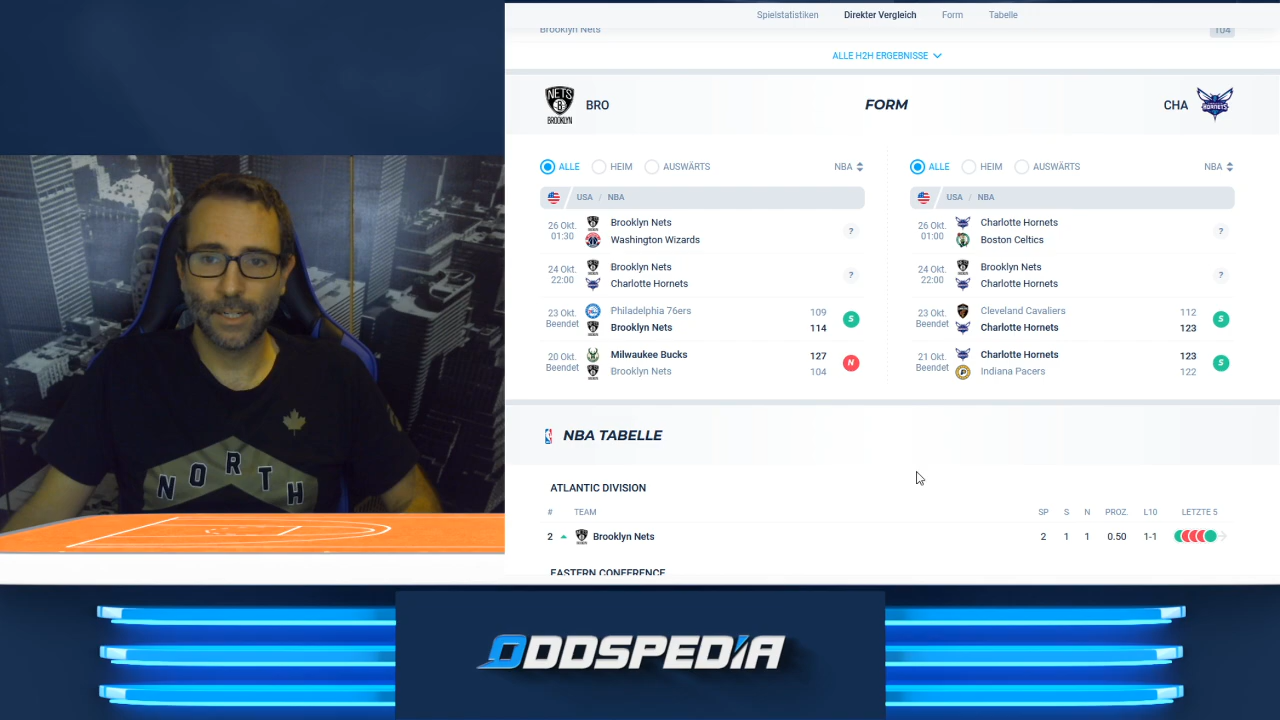 Spielstatistiken Direkter Vergleich Form Tabelle
Brooklyn Nets 104
ALLE H2H ERGEBNISSE
NETS
B
BROOKLYN
BRO FORM CHA
HORNETS
ALLE HEIM AUSWÄRTS NBA
USA / NBA
26 Okt. 01:30 Brooklyn Nets
Washington Wizards ?
24 Okt. 22:00 Brooklyn Nets
Charlotte Hornets ?
23 Okt. Beendet Philadelphia 76ers 109
Brooklyn Nets 114 S
20 Okt. Beendet Milwaukee Bucks 127
Brooklyn Nets 104 N
ALLE HEIM AUSWÄRTS NBA
USA / NBA
26 Okt. 01:00 Charlotte Hornets
Boston Celtics ?
24 Okt. 22:00 Brooklyn Nets
Charlotte Hornets ?
23 Okt. Beendet Cleveland Cavaliers 112
Charlotte Hornets 123 S
21 Okt. Beendet Charlotte Hornets 123
Indiana Pacers 122 S
NBA TABELLE
ATLANTIC DIVISION
# TEAM SP S N PROZ. L10 LETZTE 5
2 Brooklyn Nets 2 1 1 0.50 1-1
EASTERN CONFERENCE
NORTH
ODDSPEDIA